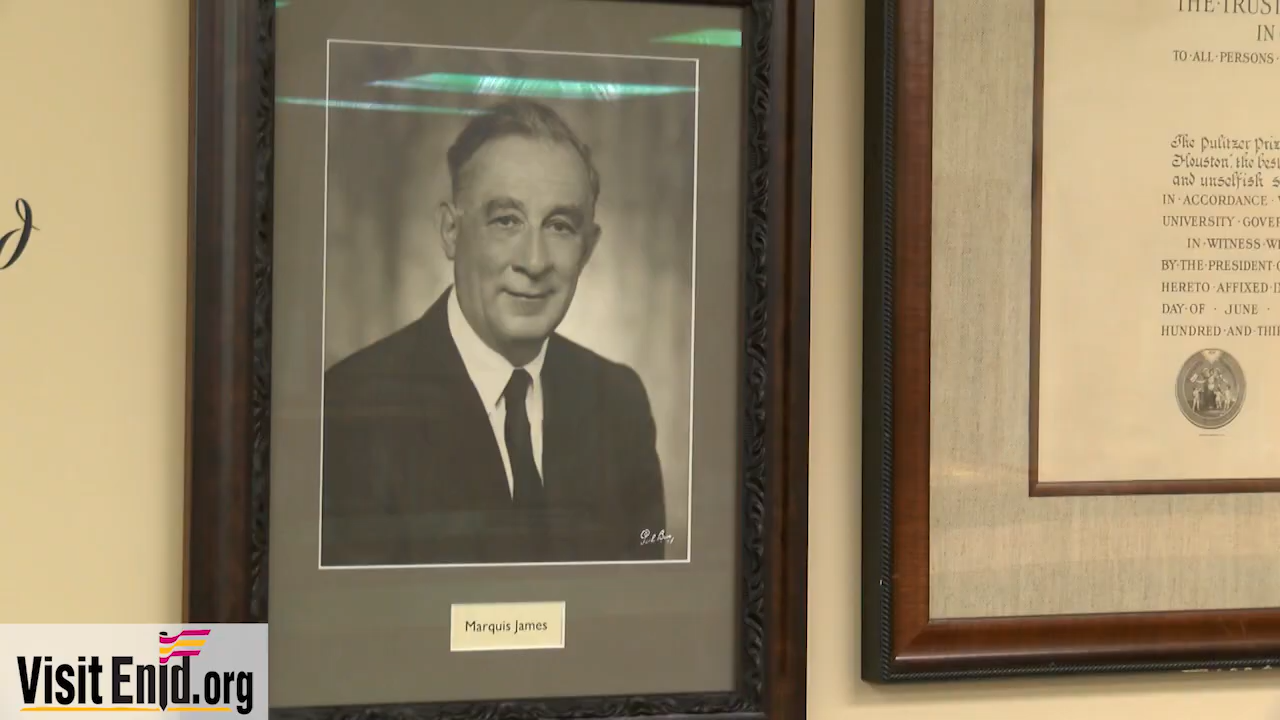 Marquis James
THE·TRUST
IN
TO·ALL·PERSONS·
The Pulitzer Priz
Houston, the best
and unselfish s
IN·ACCORDANCE·
UNIVERSITY·GOVER
IN·WITNESS·W
BY·THE·PRESIDENT·
HERETO·AFFIXED·I
DAY·OF · JUNE ·
HUNDRED·AND·THI
Visit Enid.org